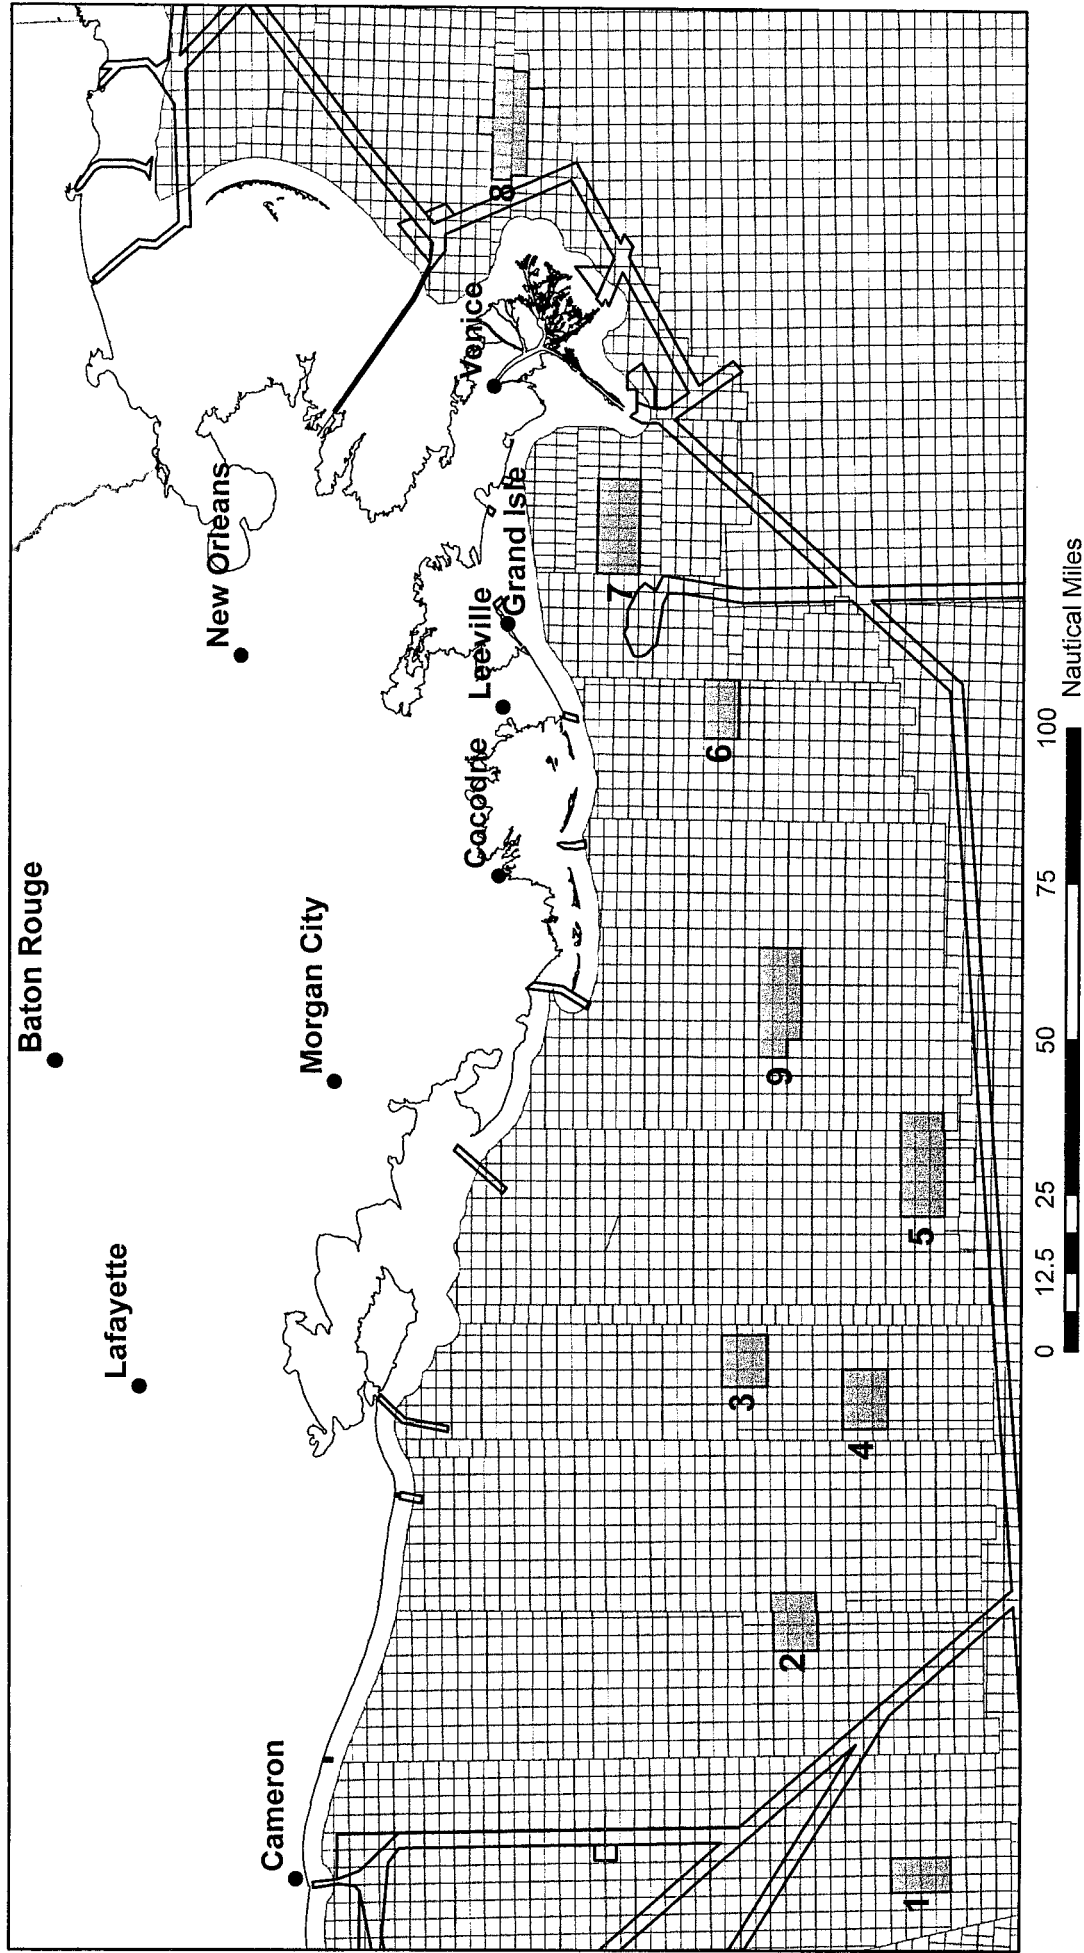 Baton Rouge
Lafayette
New Orleans
Morgan City
Cameron
Venice
Leeville
Grand Isle
Cocodrie
8
7
6
9
3
4
5
2
1
0 12.5 25 50 75 100
Nautical Miles